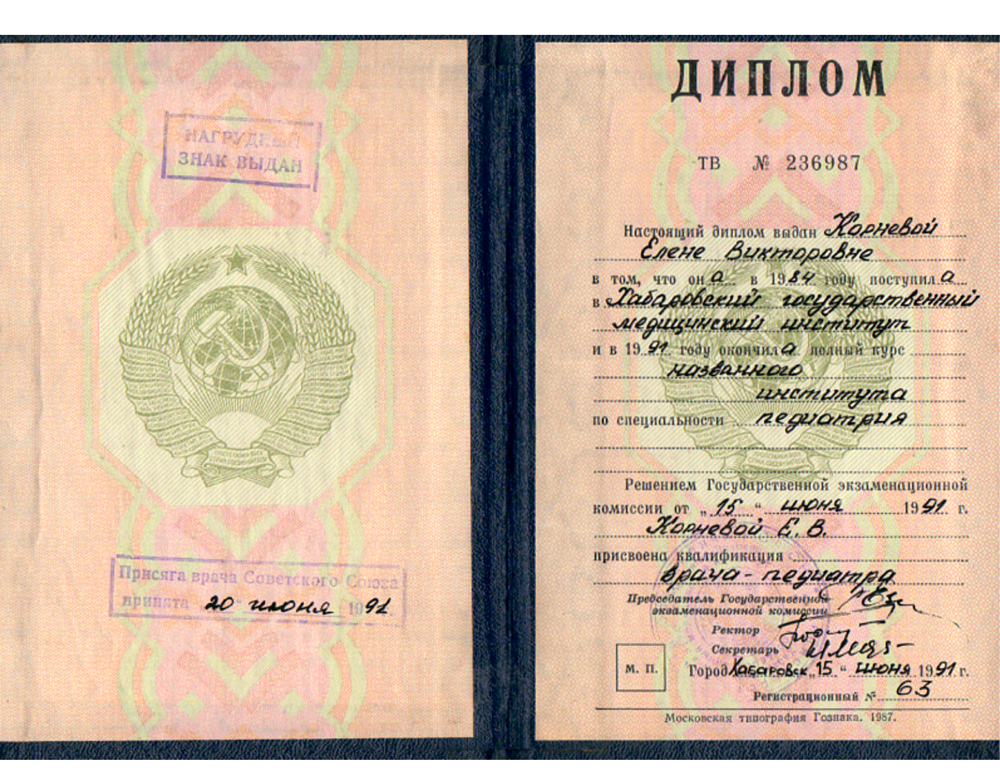 НАГРУДНЫЙ
ЗНАК ВЫДАН
Присяга врача Советского Союза
принята 20 " июня 1991
ДИПЛОМ
ТВ № 236987
Настоящий диплом выдан Корневой
Елене Викторовне
в том, что она в 1984 году поступила
в Хабаровский государственный
медицинский институт
и в 1991 году окончила полный курс
названного
института
по специальности педиатрия
Решением Государственной экзаменационной
комиссии от „15“ июня 1991 г.
Корневой Е. В.
присвоена квалификация
врача-педиатра
Председатель Государственной
экзаменационной комиссии
Ректор
Секретарь
М. П.
Город Хабаровск „15“ июня 1991 г.
Регистрационный № 63
Московская типография Гознака. 1987.